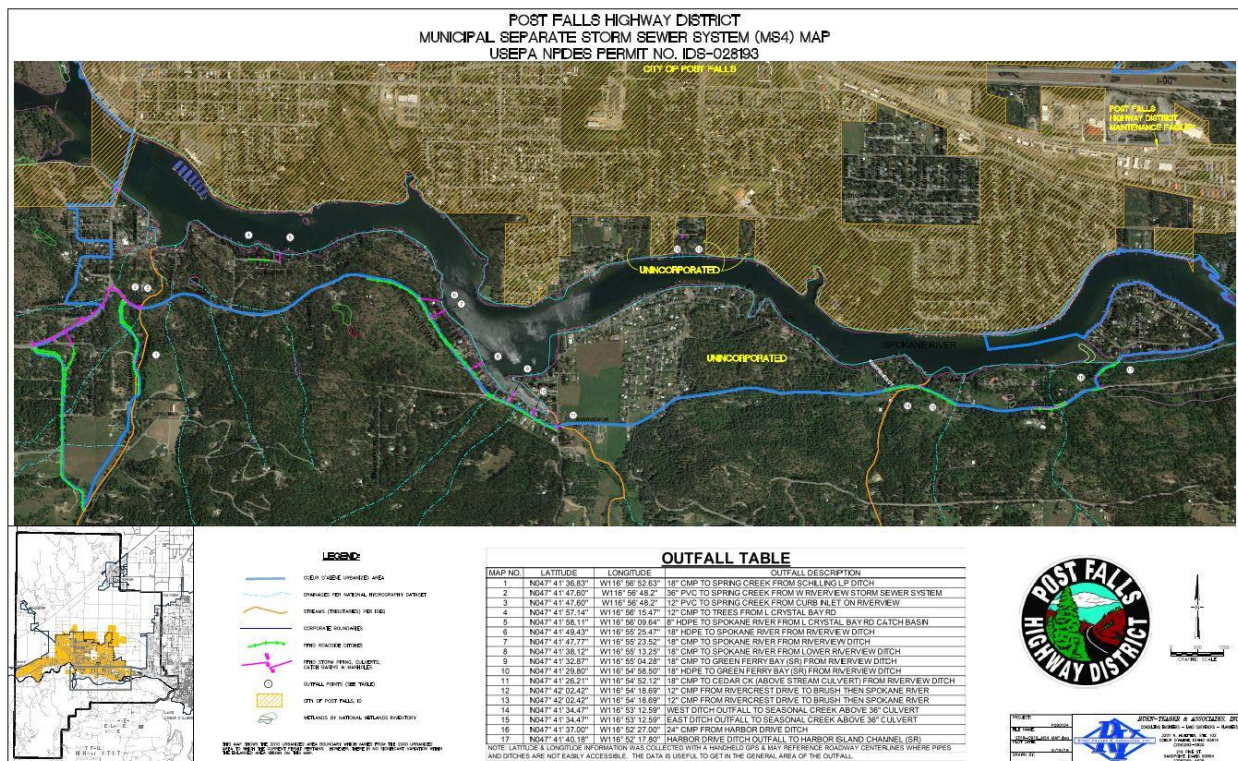 POST FALLS HIGHWAY DISTRICT
MUNICIPAL SEPARATE STORM SEWER SYSTEM (MS4) MAP
USEPA NPDES PERMIT NO. IDS-028193
CITY OF POST FALLS
I-90
POST FALLS
HIGHWAY DISTRICT
MAINTENANCE FACILITY
UNINCORPORATED
SPOKANE RIVER
UNINCORPORATED
LEGEND:
COEUR D'ALENE URBANIZED AREA
DRAINAGES PER NATIONAL HYDROGRAPHY DATASET
STREAMS (TRIBUTARIES) PER IDEQ
CORPORATE BOUNDARIES
PFHD ROADSIDE DITCHES
PFHD STORM PIPING, CULVERTS,
CATCH BASINS & MANHOLES
OUTFALL POINTS (SEE TABLE)
CITY OF POST FALLS, ID
WETLANDS BY NATIONAL WETLANDS INVENTORY
OUTFALL TABLE
MAP NO. LATITUDE LONGITUDE OUTFALL DESCRIPTION
1 N047° 41' 36.83" W116° 56' 52.63" 18" CMP TO SPRING CREEK FROM SCHILLING LP DITCH
2 N047° 41' 47.60" W116° 56' 48.2" 36" PVC TO SPRING CREEK FROM W RIVERVIEW STORM SEWER SYSTEM
3 N047° 41' 47.60" W116° 56' 48.2" 12" PVC TO SPRING CREEK FROM CURB INLET ON RIVERVIEW
4 N047° 41' 57.14" W116° 56' 15.47" 12" CMP TO TREES FROM L CRYSTAL BAY RD
5 N047° 41' 58.11" W116° 56' 09.64" 8" HDPE TO SPOKANE RIVER FROM L CRYSTAL BAY RD CATCH BASIN
6 N047° 41' 49.43" W116° 55' 25.47" 18" HDPE TO SPOKANE RIVER FROM RIVERVIEW DITCH
7 N047° 41' 47.77" W116° 55' 23.52" 18" CMP TO SPOKANE RIVER FROM RIVERVIEW DITCH
8 N047° 41' 38.12" W116° 55' 13.25" 18" CMP TO SPOKANE RIVER FROM LOWER RIVERVIEW DITCH
9 N047° 41' 32.87" W116° 55' 04.28" 18" CMP TO GREEN FERRY BAY (SR) FROM RIVERVIEW DITCH
10 N047° 41' 29.80" W116° 54' 58.50" 18" HDPE TO GREEN FERRY BAY (SR) FROM RIVERVIEW DITCH
11 N047° 41' 26.21" W116° 54' 52.12" 18" CMP TO CEDAR CK (ABOVE STREAM CULVERT) FROM RIVERVIEW DITCH
12 N047° 42' 02.42" W116° 54' 18.69" 12" CMP FROM RIVERCREST DRIVE TO BRUSH THEN SPOKANE RIVER
13 N047° 42' 02.42" W116° 54' 18.69" 12" CMP FROM RIVERCREST DRIVE TO BRUSH THEN SPOKANE RIVER
14 N047° 41' 34.47" W116° 53' 12.59" WEST DITCH OUTFALL TO SEASONAL CREEK ABOVE 36" CULVERT
15 N047° 41' 34.47" W116° 53' 12.59" EAST DITCH OUTFALL TO SEASONAL CREEK ABOVE 36" CULVERT
16 N047° 41' 37.00" W116° 52' 27.00" 24" CMP FROM HARBOR DRIVE DITCH
17 N047° 41' 40.18" W116° 52' 17.80" HARBOR DRIVE DITCH OUTFALL TO HARBOR ISLAND CHANNEL (SR)
NOTE: LATITUDE & LONGITUDE INFORMATION WAS COLLECTED WITH A HANDHELD GPS & MAY REFERENCE ROADWAY CENTERLINES WHERE PIPES
AND DITCHES ARE NOT EASILY ACCESSIBLE. THE DATA IS USEFUL TO GET IN THE GENERAL AREA OF THE OUTFALL
POST FALLS
HIGHWAY DISTRICT
GRAPHIC SCALE
RUEN-YEAGER & ASSOCIATES, INC.